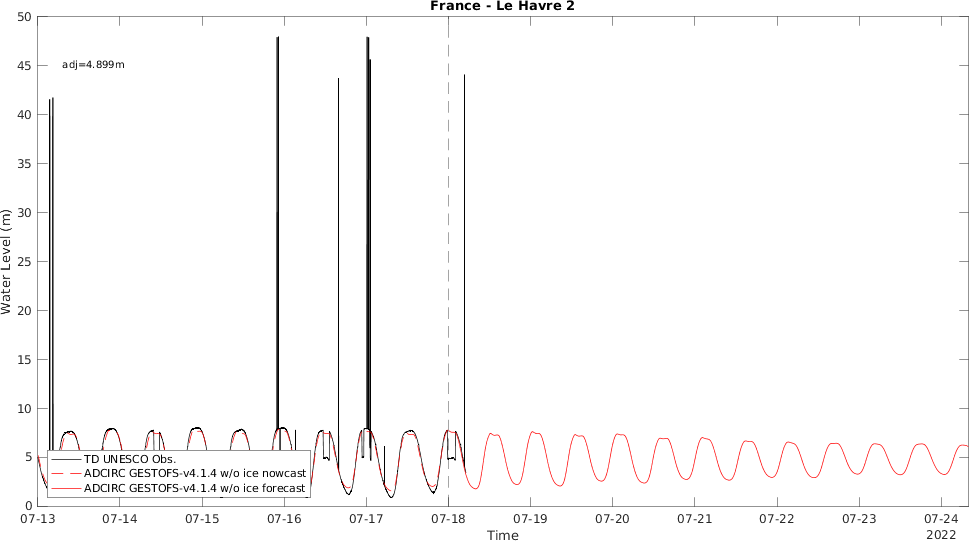 France - Le Havre 2
50
45
40
35
30
25
20
15
10
5
0
Water Level (m)
adj=4.899m
TD UNESCO Obs.
ADCIRC GESTOFS-v4.1.4 w/o ice nowcast
ADCIRC GESTOFS-v4.1.4 w/o ice forecast
07-13 07-14 07-15 07-16 07-17 07-18 07-19 07-20 07-21 07-22 07-23 07-24
2022
Time